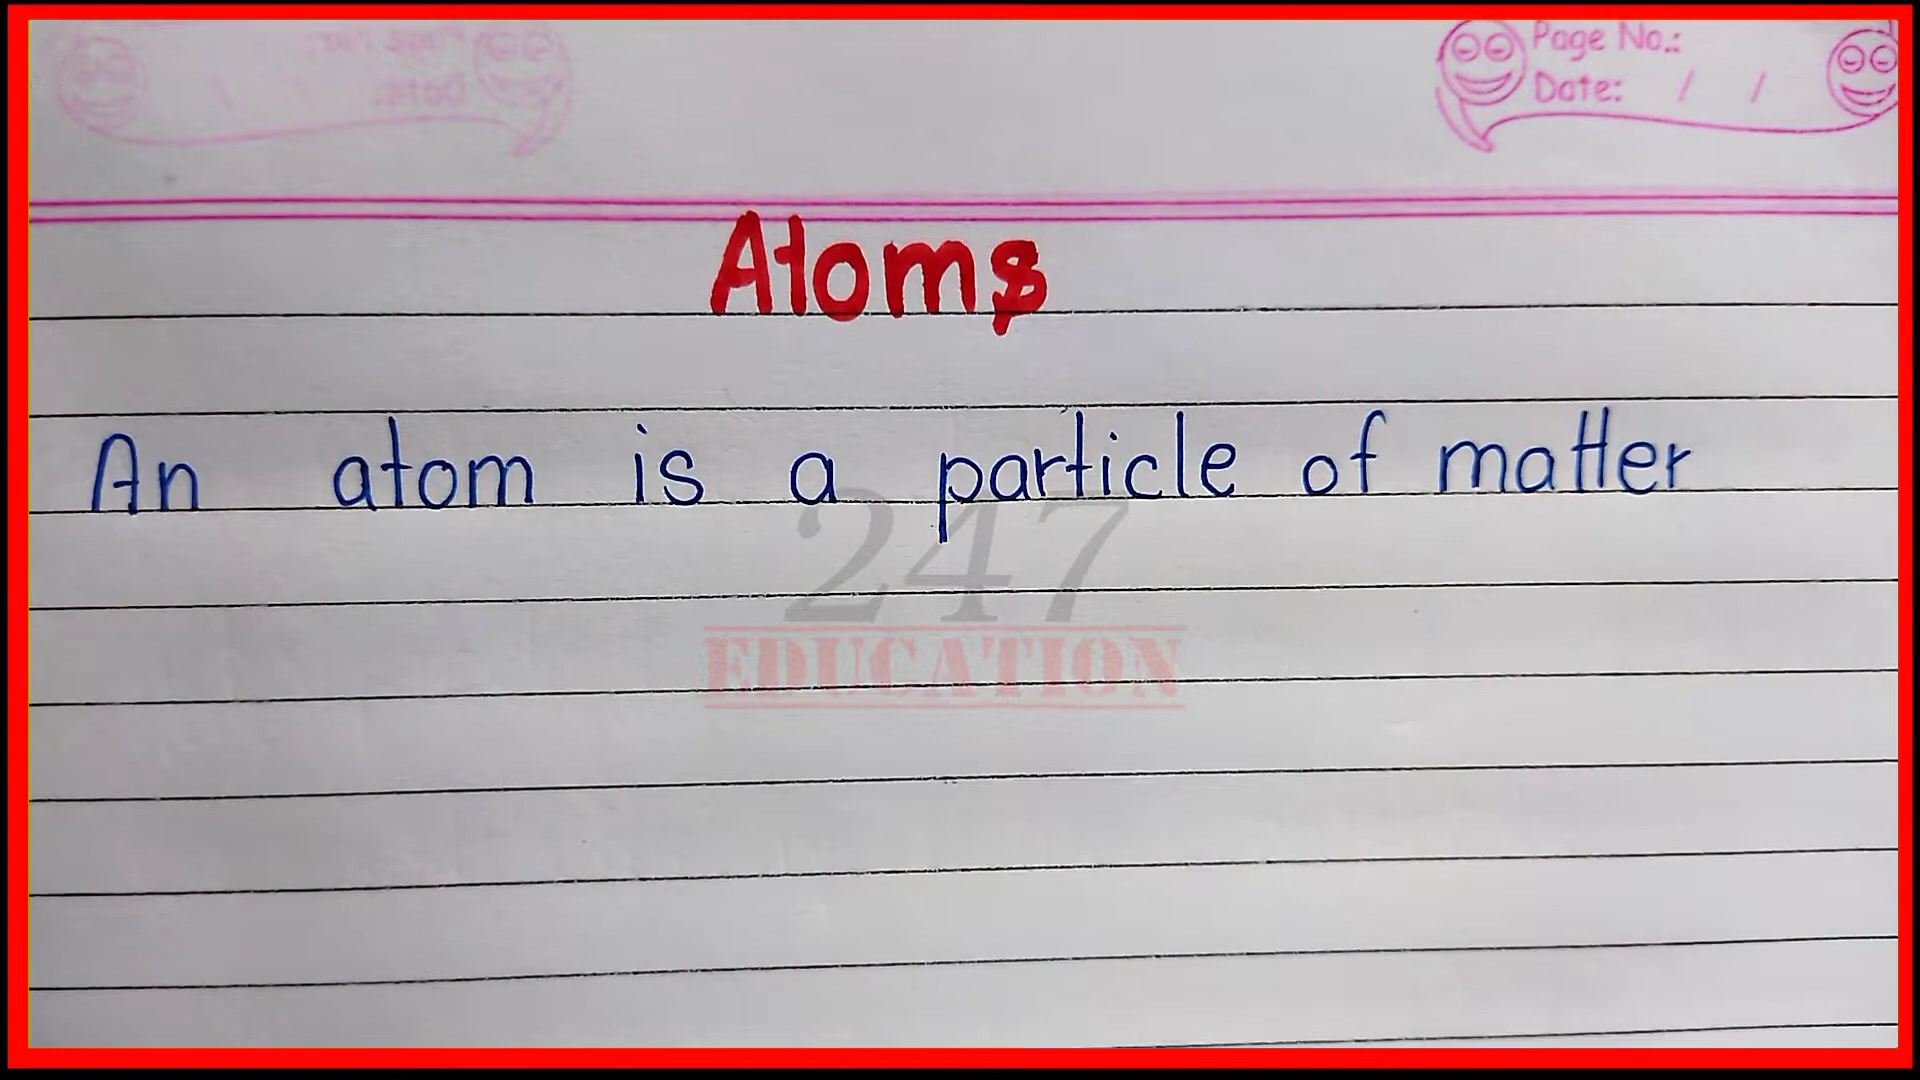 Page No.:
Date: / /
Atoms
An atom is a particle of matter
247
EDUCATION